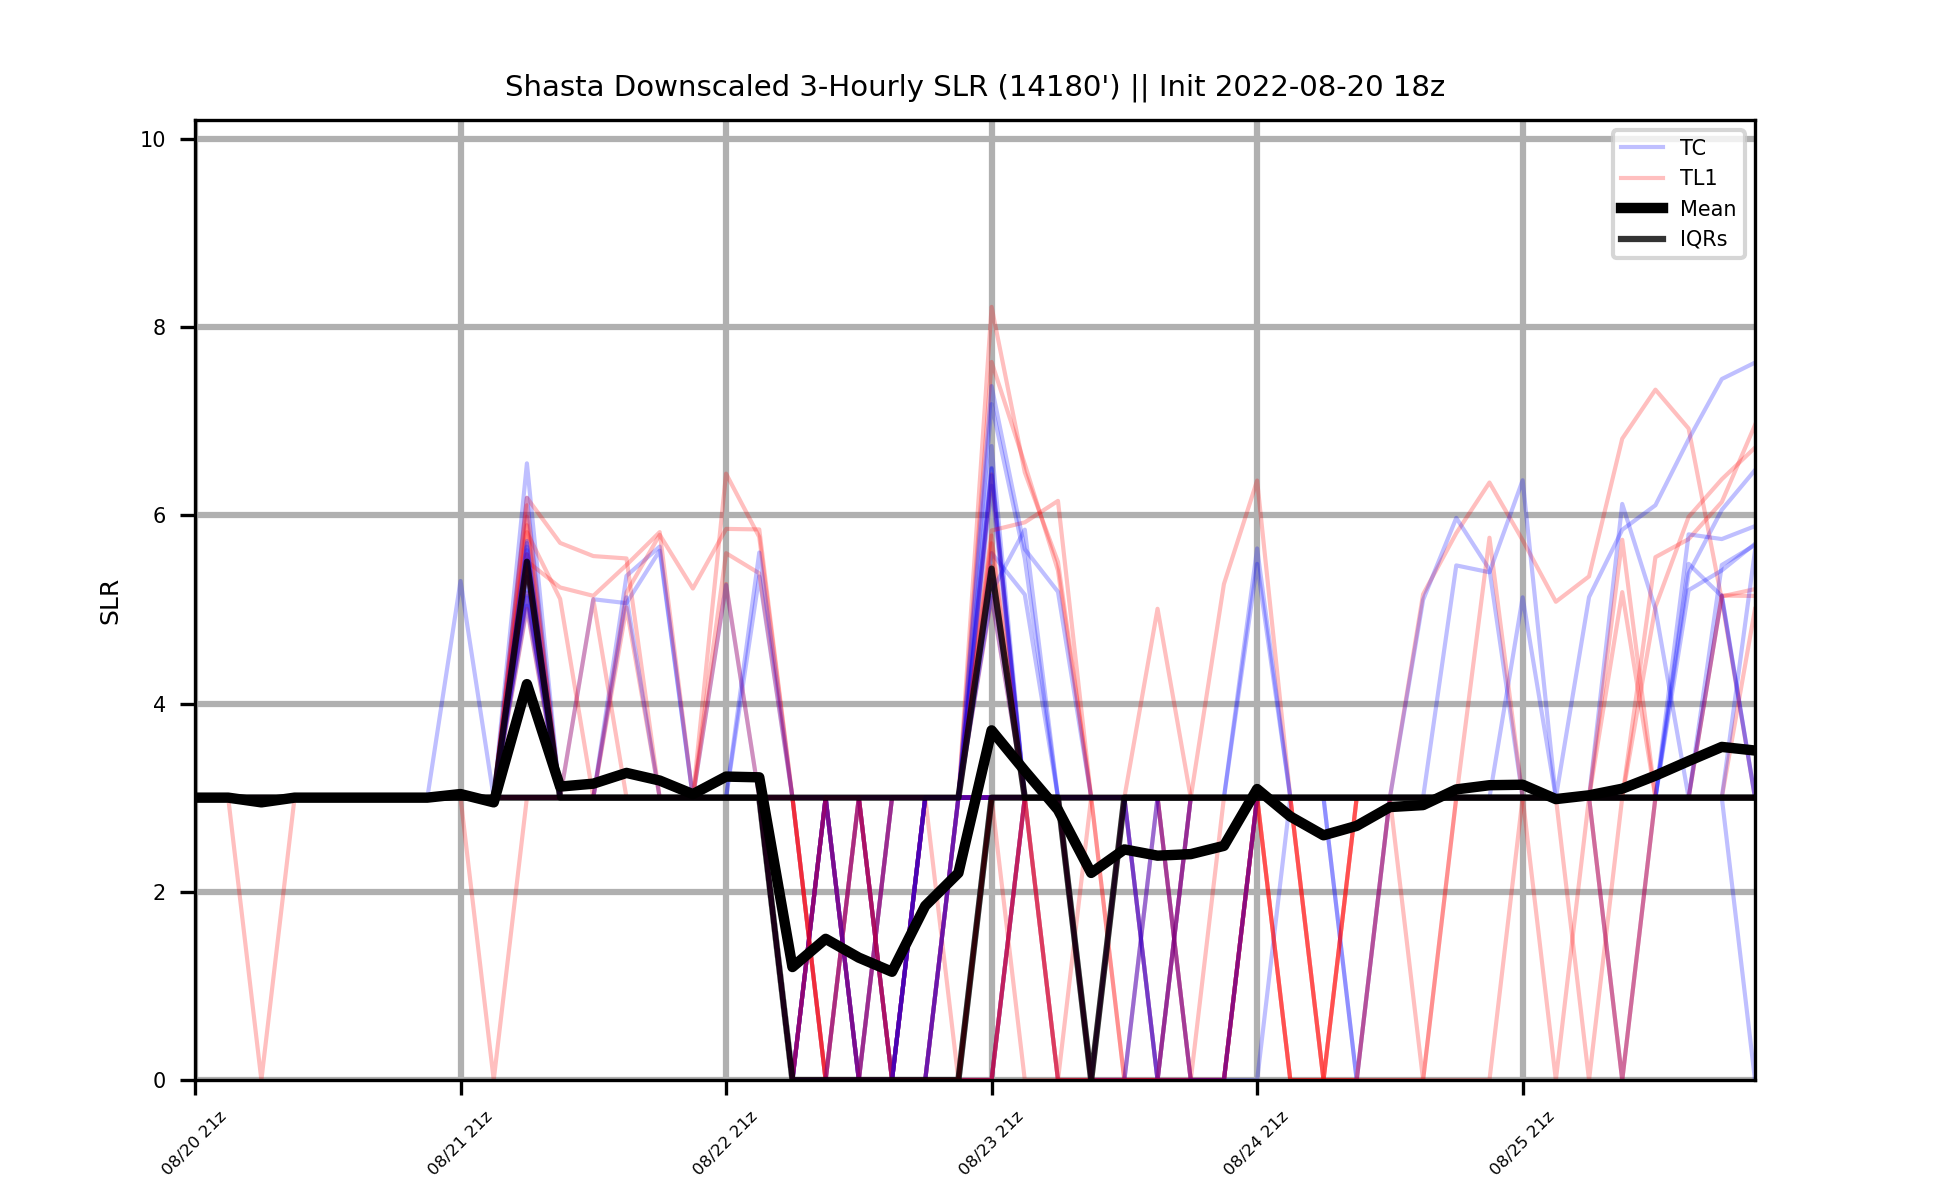 Shasta Downscaled 3-Hourly SLR (14180') || Init 2022-08-20 18z
TC
TL1
Mean
IQRs
SLR
10
8
6
4
2
0
08/20 21z
08/21 21z
08/22 21z
08/23 21z
08/24 21z
08/25 21z